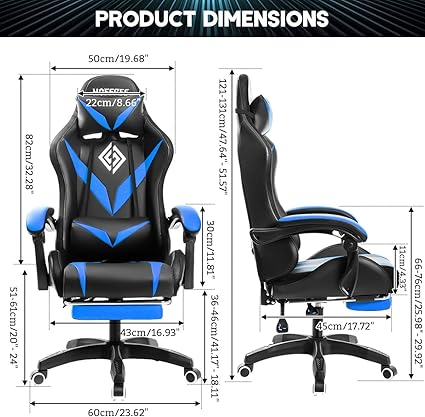 PRODUCT DIMENSIONS
50cm/19.68"
HOFFREE
22cm/8.66"
82cm/32.28"
30cm/11.81"
51-61cm/20" - 24"
43cm/16.93"
36-46cm/41.17" - 18.11"
60cm/23.62"
121-131cm/47.64" - 51.57"
11cm/4.33"
66-76cm/25.98" - 29.92"
45cm/17.72"